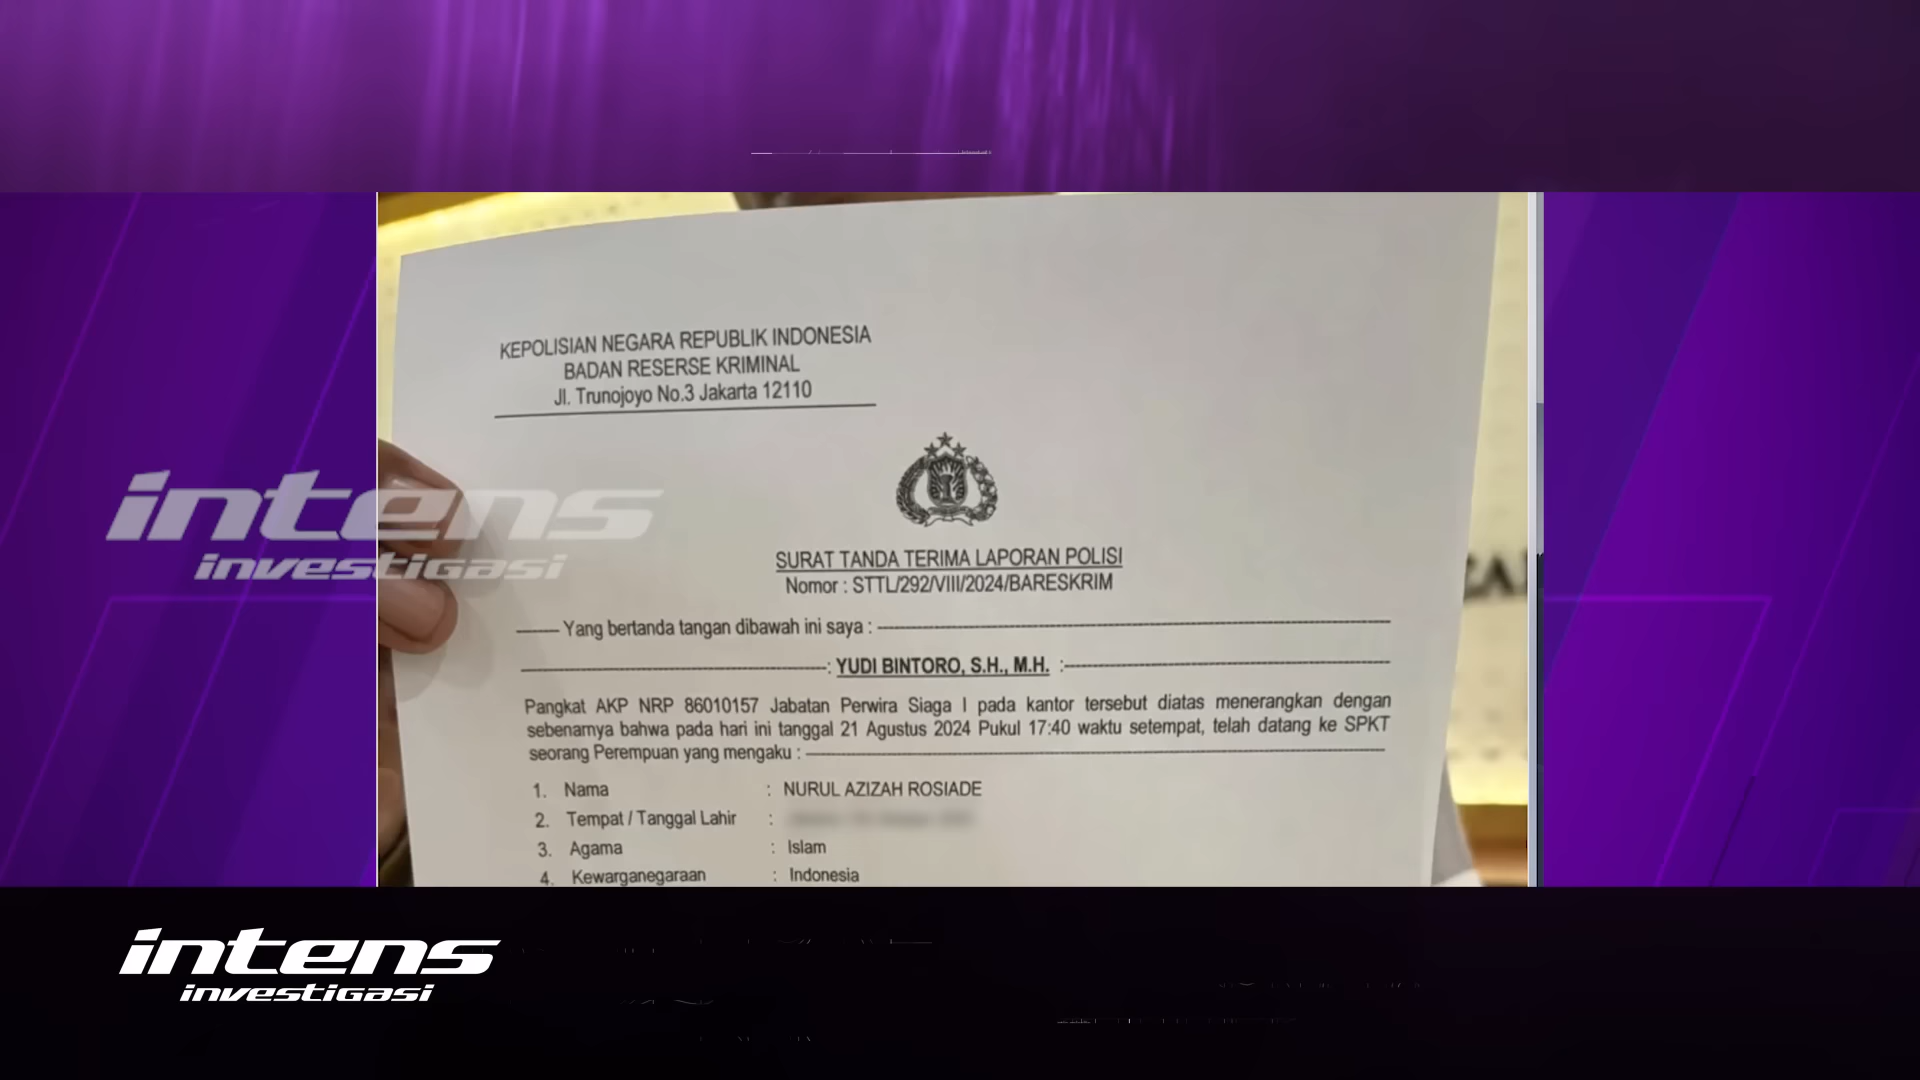 KEPOLISIAN NEGARA REPUBLIK INDONESIA
BADAN RESERSE KRIMINAL
Jl. Trunojoyo No.3 Jakarta 12110
intens
investigasi
SURAT TANDA TERIMA LAPORAN POLISI
Nomor : STTL/292/VIII/2024/BARESKRIM
Yang bertanda tangan dibawah ini saya :
: YUDI BINTORO, S.H., M.H. :
Pangkat AKP NRP 86010157 Jabatan Perwira Siaga I pada kantor tersebut diatas menerangkan dengan
sebenarnya bahwa pada hari ini tanggal 21 Agustus 2024 Pukul 17:40 waktu setempat, telah datang ke SPKT
seorang Perempuan yang mengaku :
1. Nama : NURUL AZIZAH ROSIADE
2. Tempat / Tanggal Lahir :
3. Agama : Islam
4. Kewarganegaraan : Indonesia
intens
investigasi